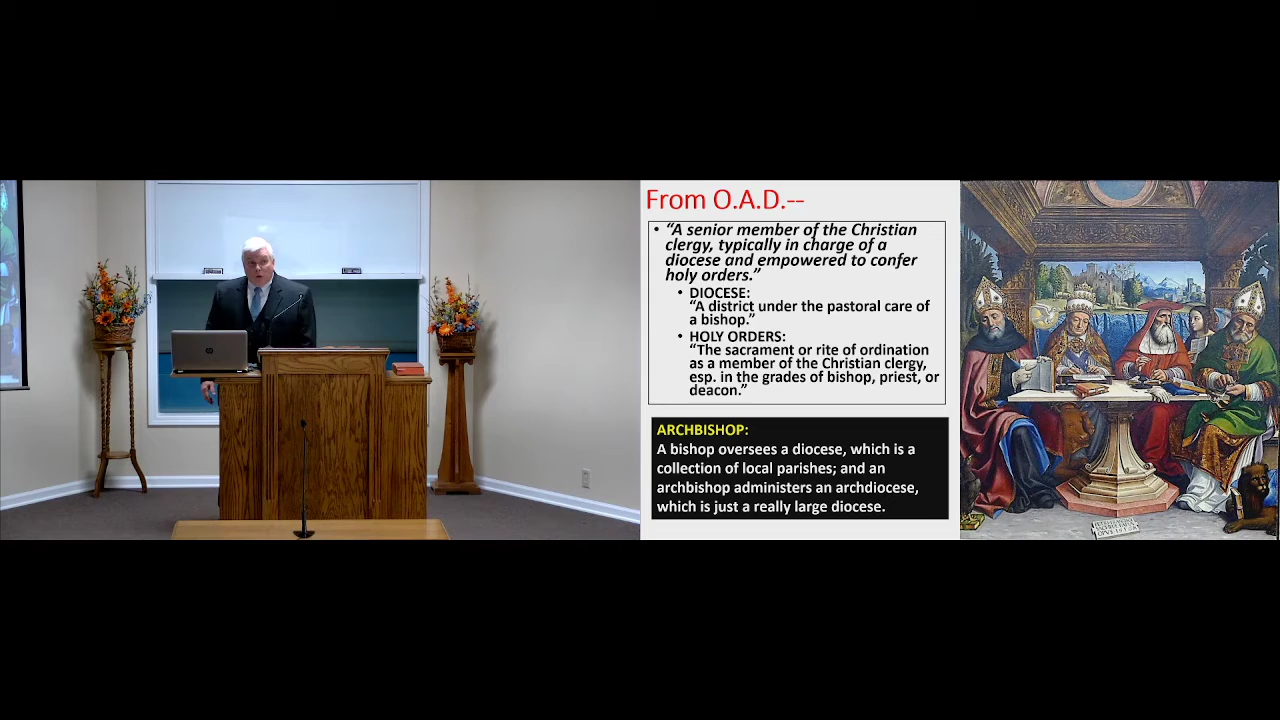 From O.A.D.--
• “A senior member of the Christian
clergy, typically in charge of a
diocese and empowered to confer
holy orders.”
• DIOCESE:
“A district under the pastoral care of
a bishop.”
• HOLY ORDERS:
“The sacrament or rite of ordination
as a member of the Christian clergy,
esp. in the grades of bishop, priest, or
deacon.”
ARCHBISHOP:
A bishop oversees a diocese, which is a
collection of local parishes; and an
archbishop administers an archdiocese,
which is just a really large diocese.